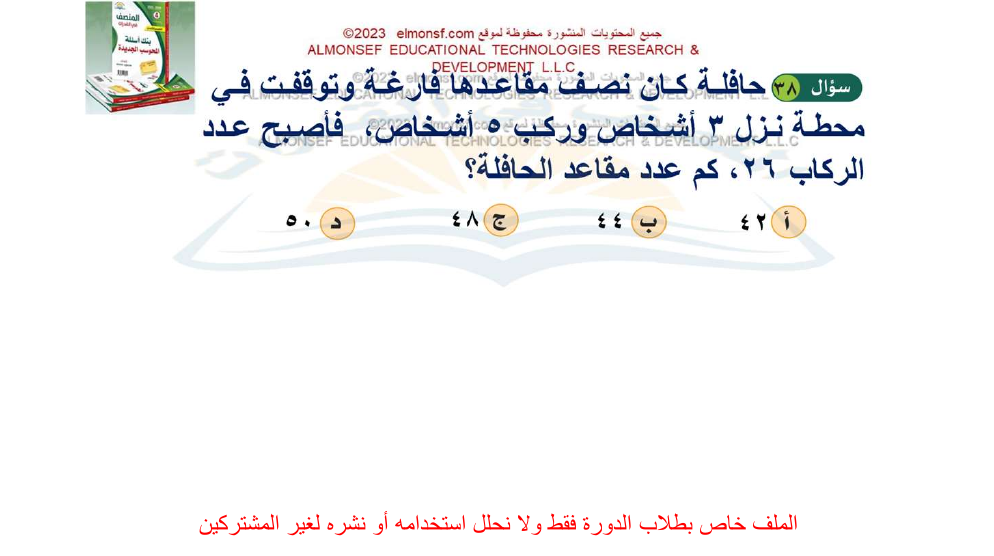 جميع المحتويات المنشورة محفوظة لموقع elmonsf.com ©2023
ALMONSEF EDUCATIONAL TECHNOLOGIES RESEARCH &
DEVELOPMENT L.L.C
المنصف
بنك أسئلة
المحوسب الجديدة
سؤال ٣٨ حافلة كان نصف مقاعدها فارغة وتوقفت في
محطة نزل ٣ أشخاص وركب ٥ أشخاص، فأصبح عدد
الركاب ٢٦، كم عدد مقاعد الحافلة؟
أ ٤٢ ب ٤٤ ج ٤٨ د ٥٠
الملف خاص بطلاب الدورة فقط ولا نحلل استخدامه أو نشره لغير المشتركين